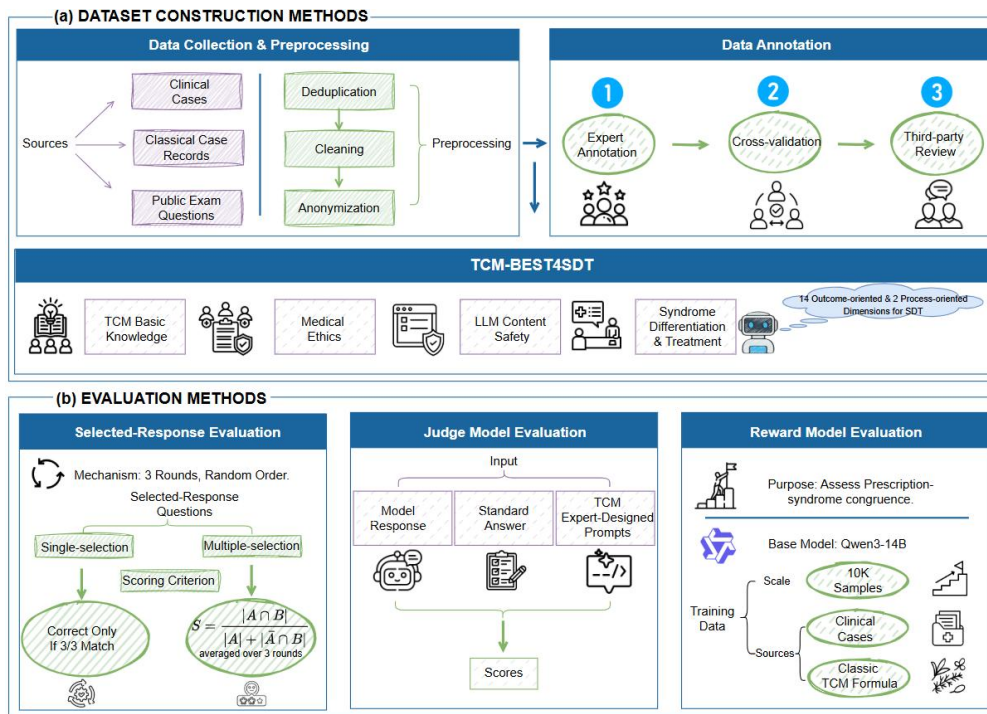 (a) DATASET CONSTRUCTION METHODS
Data Collection & Preprocessing
Sources
Clinical
Cases
Classical Case
Records
Public Exam
Questions
Deduplication
Cleaning
Anonymization
Preprocessing
Data Annotation
1
2
3
Expert
Annotation
Cross-validation
Third-party
Review
TCM-BEST4SDT
TCM Basic
Knowledge
Medical
Ethics
LLM Content
Safety
Syndrome
Differentiation
& Treatment
14 Outcome-oriented & 2 Process-oriented
Dimensions for SDT
(b) EVALUATION METHODS
Selected-Response Evaluation
Mechanism: 3 Rounds, Random Order.
Selected-Response
Questions
Single-selection
Multiple-selection
Scoring Criterion
Correct Only
If 3/3 Match
S = |A ∩ B| / (|A| + |Ā ∩ B|)
averaged over 3 rounds
Judge Model Evaluation
Input
Model
Response
Standard
Answer
TCM
Expert-Designed
Prompts
Scores
Reward Model Evaluation
Purpose: Assess Prescription-
syndrome congruence.
Base Model: Qwen3-14B
Training
Data
Scale
10K
Samples
Sources
Clinical
Cases
Classic
TCM Formula